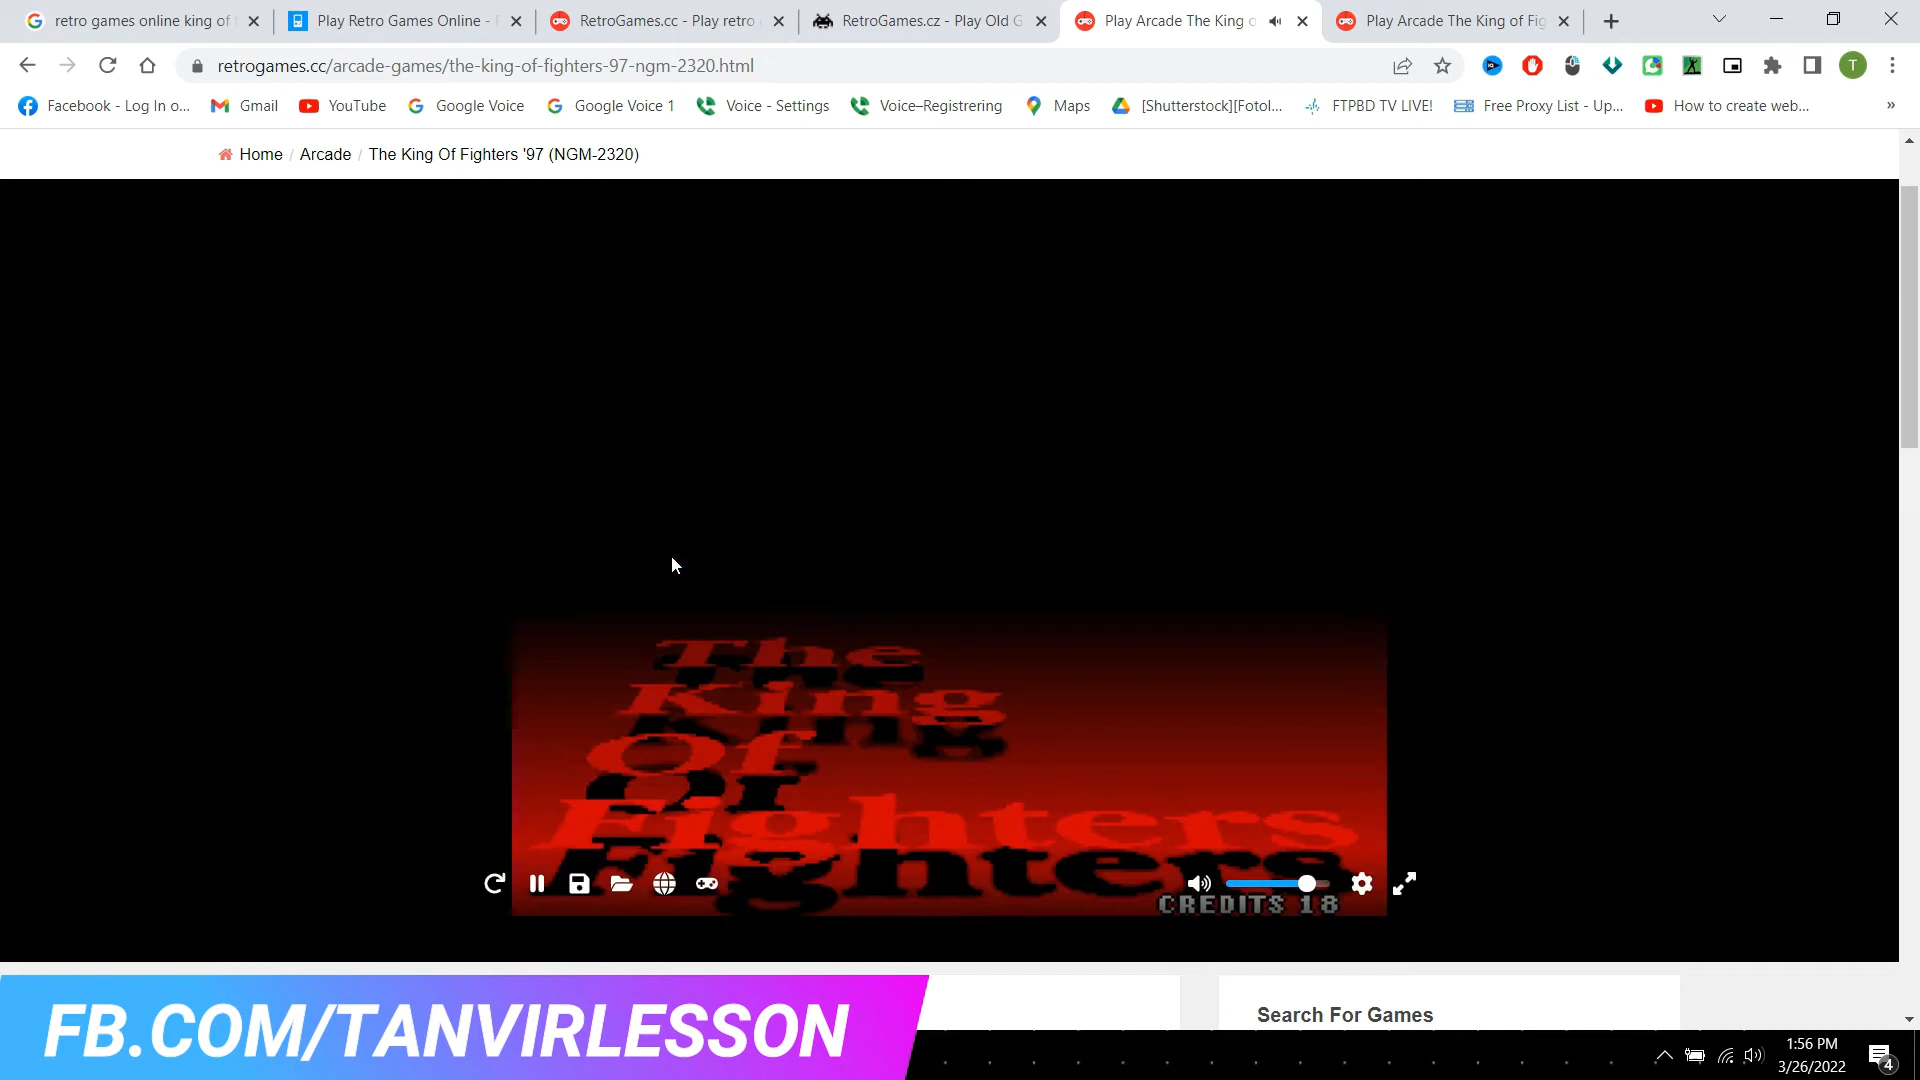 retro games online king of
Play Retro Games Online -
RetroGames.cc - Play retro
RetroGames.cz - Play Old G
Play Arcade The King o
Play Arcade The King of Fig
retrogames.cc/arcade-games/the-king-of-fighters-97-ngm-2320.html
T
Facebook - Log In o...
Gmail
YouTube
Google Voice
Google Voice 1
Voice - Settings
Voice–Registrering
Maps
[Shutterstock][Fotol...
FTPBD TV LIVE!
Free Proxy List - Up...
How to create web...
»
Home / Arcade / The King Of Fighters '97 (NGM-2320)
The
King
Of
Fighters
CREDITS 18
Search For Games
FB.COM/TANVIRLESSON
1:56 PM
3/26/2022
4